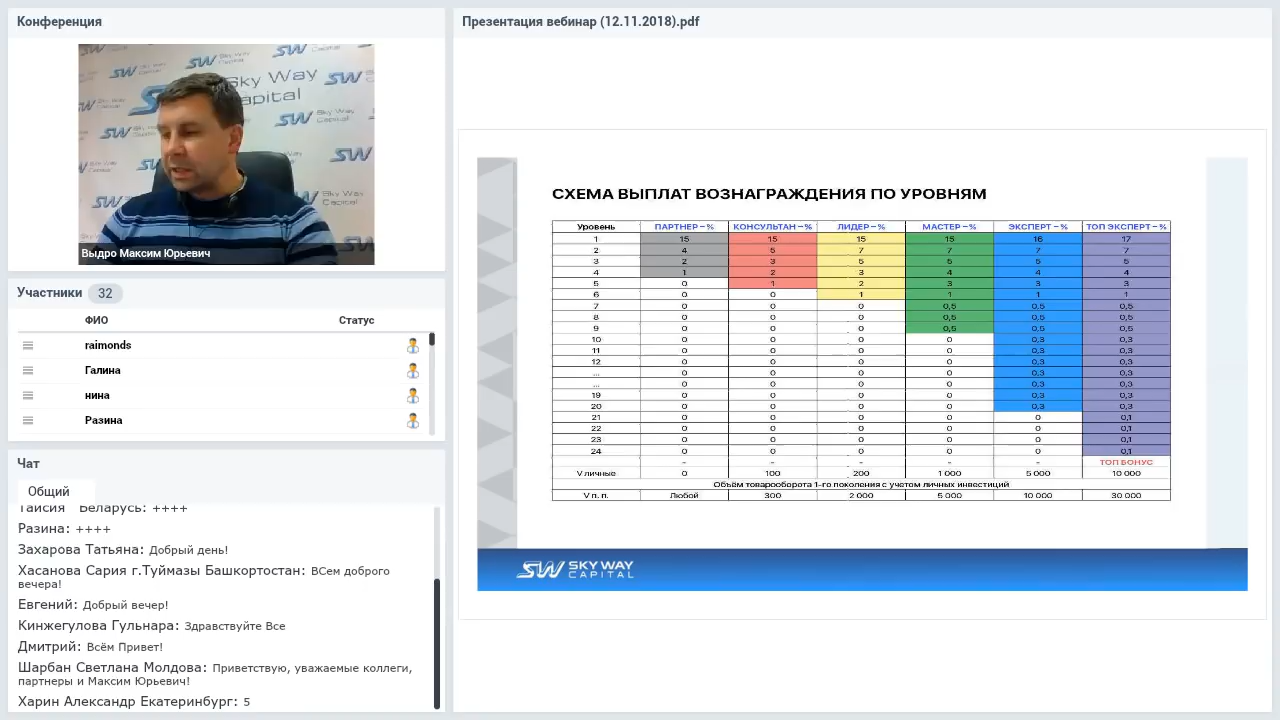 Конференция
Sky Way
Capital
SW
Выдро Максим Юрьевич
Участники 32
ФИО Статус
raimonds
Галина
нина
Разина
Чат
Общий
Таисия Беларусь: ++++
Разина: ++++
Захарова Татьяна: Добрый день!
Хасанова Сария г.Туймазы Башкортостан: ВСем доброго
вечера!
Евгений: Добрый вечер!
Кинжегулова Гульнара: Здравствуйте Все
Дмитрий: Всём Привет!
Шарбан Светлана Молдова: Приветствую, уважаемые коллеги,
партнеры и Максим Юрьевич!
Харин Александр Екатеринбург: 5
Презентация вебинар (12.11.2018).pdf
СХЕМА ВЫПЛАТ ВОЗНАГРАЖДЕНИЯ ПО УРОВНЯМ
Уровень ПАРТНЕР – % КОНСУЛЬТАН – % ЛИДЕР – % МАСТЕР – % ЭКСПЕРТ – % ТОП ЭКСПЕРТ – %
1 15 15 15 15 16 17
2 4 5 7 7 7 7
3 2 3 5 5 5 5
4 1 2 3 4 4 4
5 0 1 2 3 3 3
6 0 0 1 1 1 1
7 0 0 0 0,5 0,5 0,5
8 0 0 0 0,5 0,5 0,5
9 0 0 0 0,5 0,5 0,5
10 0 0 0 0 0,3 0,3
11 0 0 0 0 0,3 0,3
12 0 0 0 0 0,3 0,3
... 0 0 0 0 0,3 0,3
... 0 0 0 0 0,3 0,3
19 0 0 0 0 0,3 0,3
20 0 0 0 0 0,3 0,3
21 0 0 0 0 0 0,1
22 0 0 0 0 0 0,1
23 0 0 0 0 0 0,1
24 0 0 0 0 0 0,1
- - - - - ТОП БОНУС
V личные 0 100 200 1 000 5 000 10 000
Объём товарооборота 1-го поколения с учетом личных инвестиций
V п. п. Любой 300 2 000 5 000 10 000 30 000
SW SKY WAY
CAPITAL